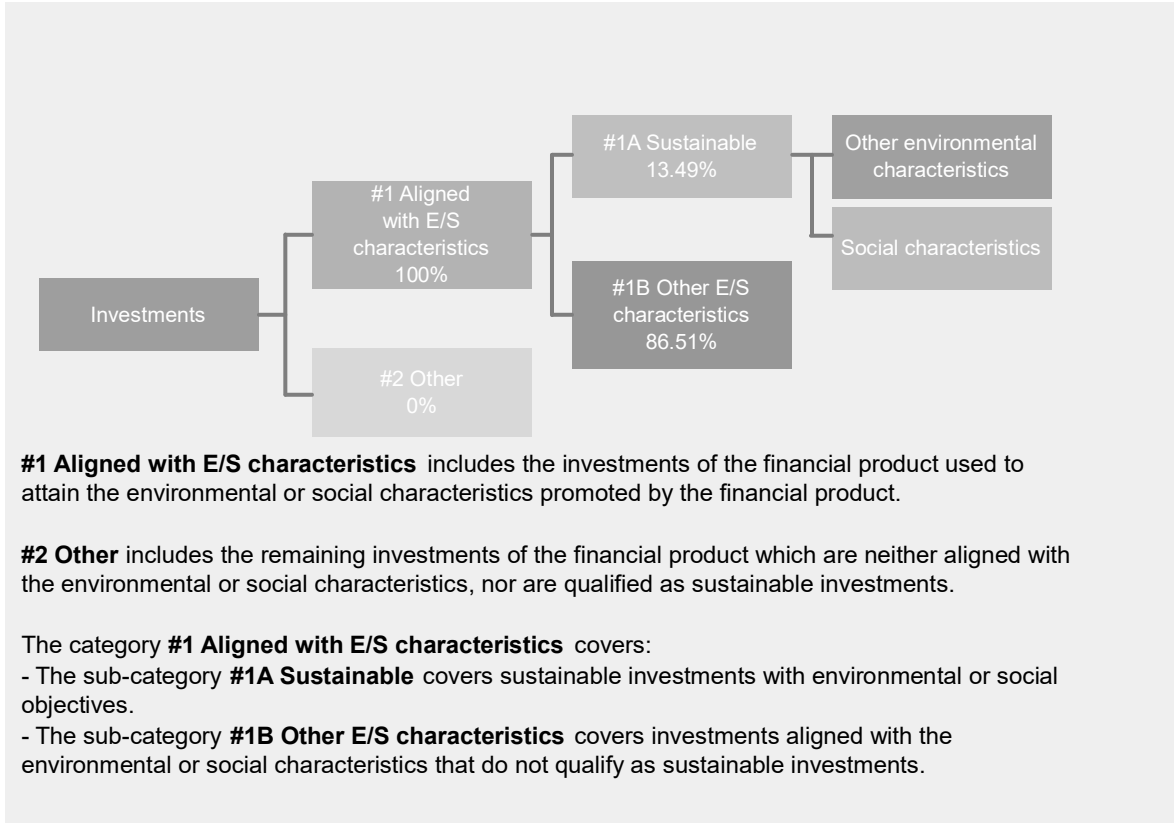 #1A Sustainable
13.49%
Other environmental
characteristics
#1 Aligned
with E/S
characteristics
100%
Social characteristics
#1B Other E/S
characteristics
86.51%
Investments
#2 Other
0%
#1 Aligned with E/S characteristics includes the investments of the financial product used to
attain the environmental or social characteristics promoted by the financial product.
#2 Other includes the remaining investments of the financial product which are neither aligned with
the environmental or social characteristics, nor are qualified as sustainable investments.
The category #1 Aligned with E/S characteristics covers:
- The sub-category #1A Sustainable covers sustainable investments with environmental or social
objectives.
- The sub-category #1B Other E/S characteristics covers investments aligned with the
environmental or social characteristics that do not qualify as sustainable investments.